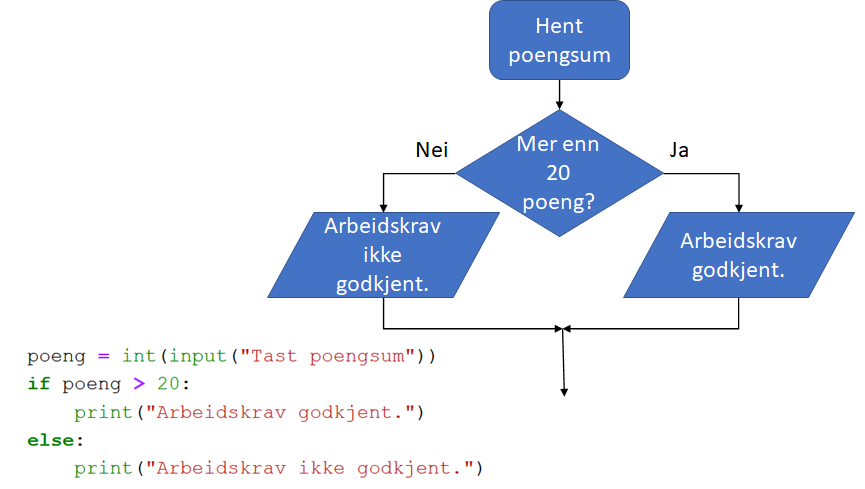 Hent
poengsum
Nei
Mer enn
20
poeng?
Ja
Arbeidskrav
ikke
godkjent.
Arbeidskrav
godkjent.
poeng = int(input("Tast poengsum"))
if poeng > 20:
    print("Arbeidskrav godkjent.")
else:
    print("Arbeidskrav ikke godkjent.")